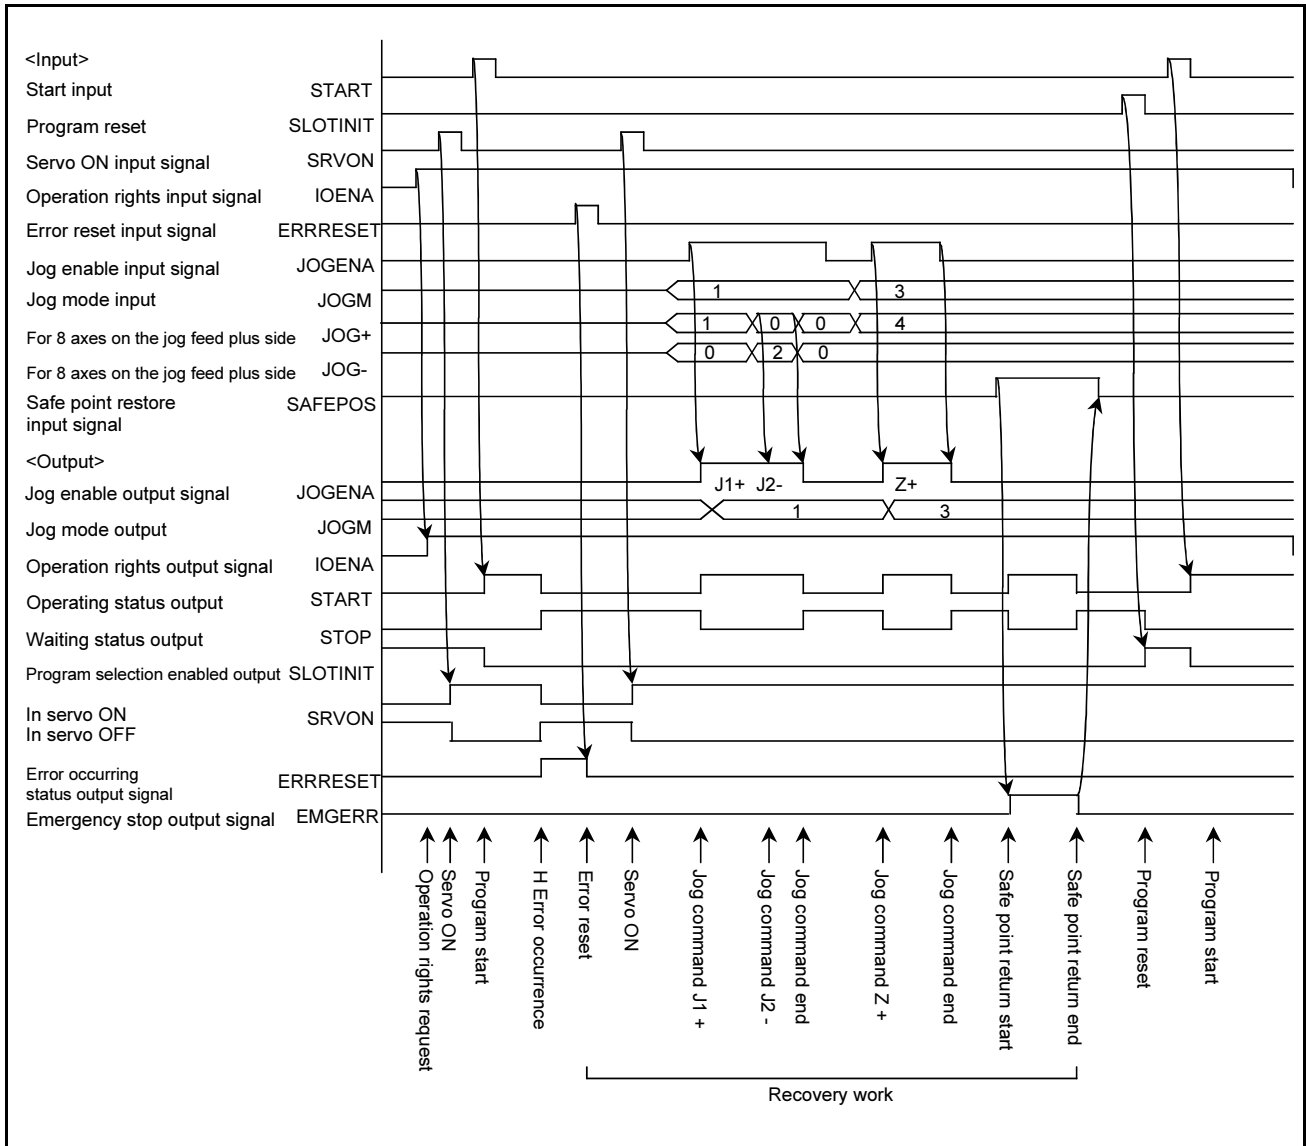 <Input>
Start input START
Program reset SLOTINIT
Servo ON input signal SRVON
Operation rights input signal IOENA
Error reset input signal ERRRESET
Jog enable input signal JOGENA
Jog mode input JOGM 1 3
For 8 axes on the jog feed plus side JOG+ 1 0 0 4
For 8 axes on the jog feed plus side JOG- 0 2 0
Safe point restore SAFEPOS
input signal
<Output>
Jog enable output signal JOGENA J1+ J2- Z+
Jog mode output JOGM 1 3
Operation rights output signal IOENA
Operating status output START
Waiting status output STOP
Program selection enabled output SLOTINIT
In servo ON SRVON
In servo OFF
Error occurring ERRRESET
status output signal
Emergency stop output signal EMGERR
Operation rights request
Servo ON
Program start
H Error occurrence
Error reset
Servo ON
Jog command J1 +
Jog command J2 -
Jog command end
Jog command Z +
Jog command end
Safe point return start
Safe point return end
Program reset
Program start
Recovery work